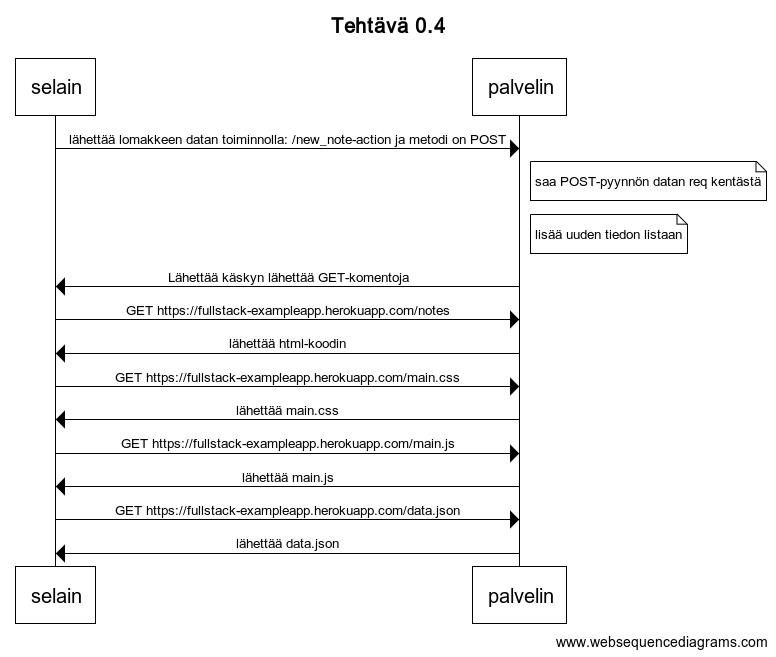 Tehtävä 0.4
selain
palvelin
lähettää lomakkeen datan toiminnolla: /new_note-action ja metodi on POST
saa POST-pyynnön datan req kentästä
lisää uuden tiedon listaan
Lähettää käskyn lähettää GET-komentoja
GET https://fullstack-exampleapp.herokuapp.com/notes
lähettää html-koodin
GET https://fullstack-exampleapp.herokuapp.com/main.css
lähettää main.css
GET https://fullstack-exampleapp.herokuapp.com/main.js
lähettää main.js
GET https://fullstack-exampleapp.herokuapp.com/data.json
lähettää data.json
selain
palvelin
www.websequencediagrams.com